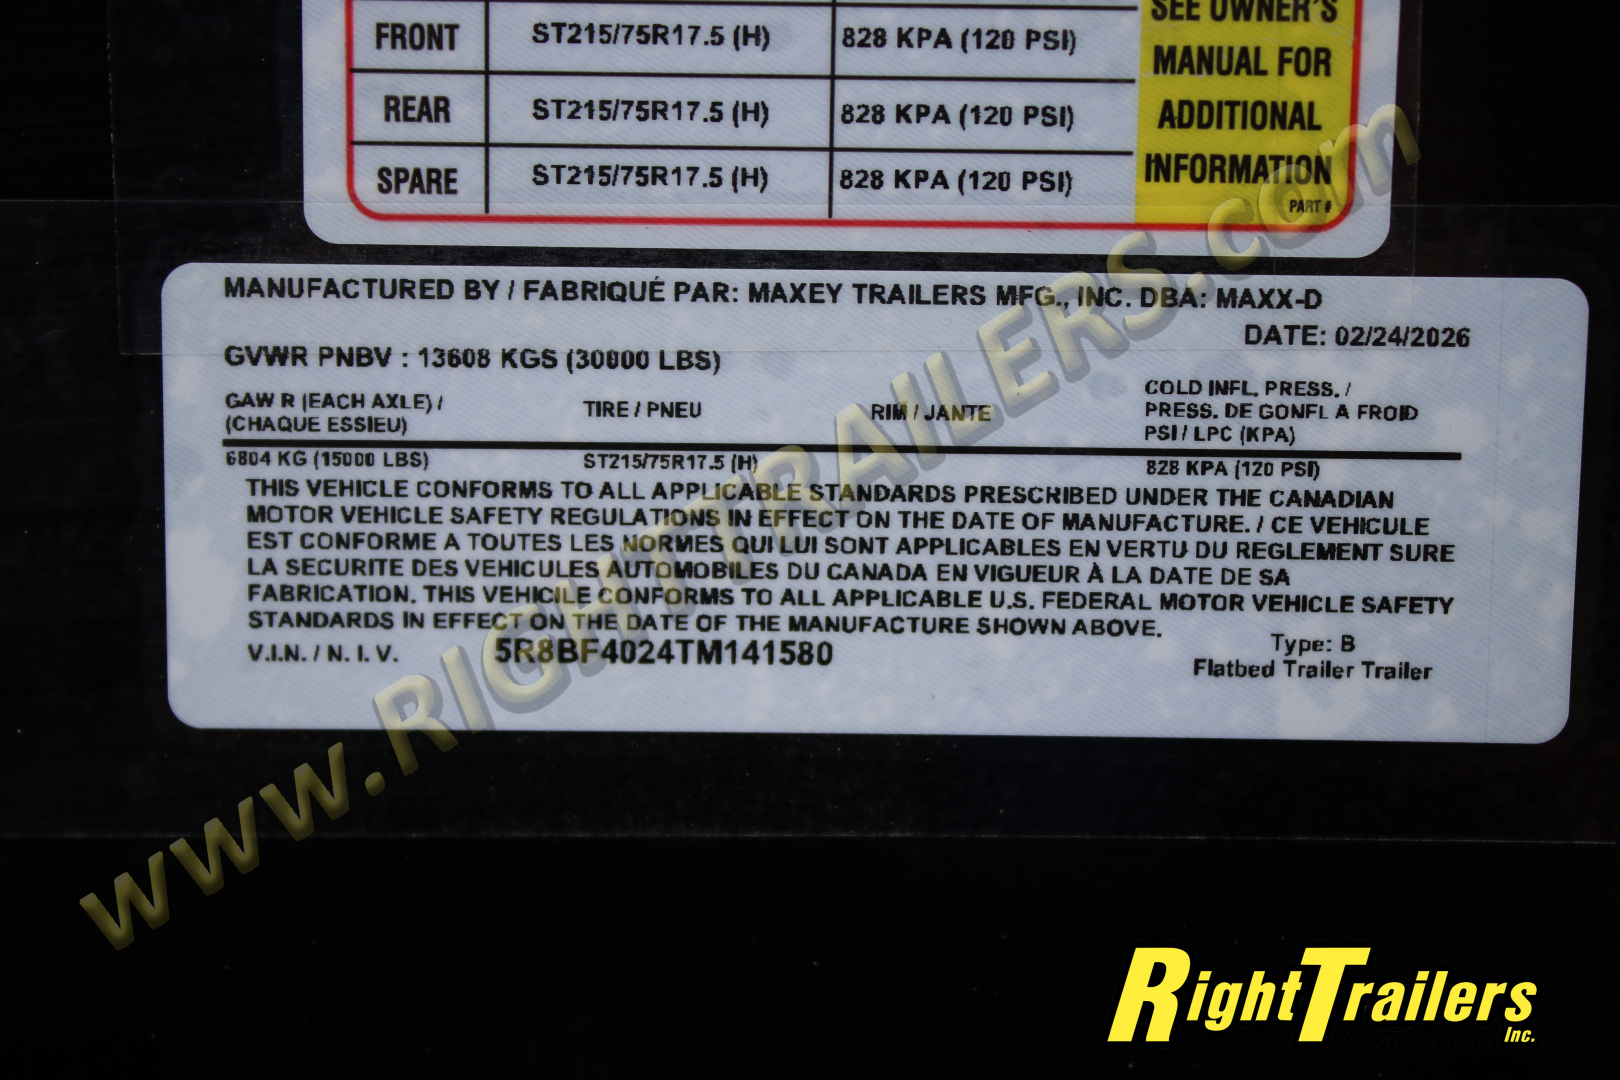 SEE OWNER'S
FRONT ST215/75R17.5 (H) 828 KPA (120 PSI)
MANUAL FOR
REAR ST215/75R17.5 (H) 828 KPA (120 PSI)
ADDITIONAL
SPARE ST215/75R17.5 (H) 828 KPA (120 PSI)
INFORMATION
PART #
MANUFACTURED BY / FABRIQUÉ PAR: MAXEY TRAILERS MFG., INC. DBA: MAXX-D
DATE: 02/24/2026
GVWR PNBV : 13608 KGS (30000 LBS)
GAW R (EACH AXLE) /
(CHAQUE ESSIEU)
TIRE / PNEU
RIM / JANTE
COLD INFL. PRESS. /
PRESS. DE GONFL A FROID
PSI / LPC (KPA)
6804 KG (15000 LBS) ST215/75R17.5 (H) 828 KPA (120 PSI)
THIS VEHICLE CONFORMS TO ALL APPLICABLE STANDARDS PRESCRIBED UNDER THE CANADIAN
MOTOR VEHICLE SAFETY REGULATIONS IN EFFECT ON THE DATE OF MANUFACTURE. / CE VEHICULE
EST CONFORME A TOUTES LES NORMES QUI LUI SONT APPLICABLES EN VERTU DU REGLEMENT SURE
LA SECURITE DES VEHICULES AUTOMOBILES DU CANADA EN VIGUEUR À LA DATE DE SA
FABRICATION. THIS VEHICILE CONFORMS TO ALL APPLICABLE U.S. FEDERAL MOTOR VEHICLE SAFETY
STANDARDS IN EFFECT ON THE DATE OF THE MANUFACTURE SHOWN ABOVE.
V.I.N. / N. I. V. 5R8BF4024TM141580
Type: B
Flatbed Trailer Trailer
www.RIGHTTRAILERS.com
RightTrailers
Inc.